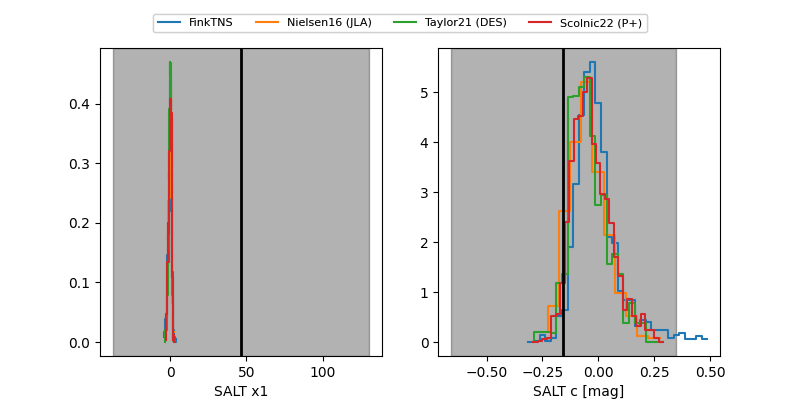 FinkTNS Nielsen16 (JLA) Taylor21 (DES) Scolnic22 (P+)
0.4
0.3
0.2
0.1
0.0
0 50 100
SALT x1
5
4
3
2
1
0
−0.50 −0.25 0.00 0.25 0.50
SALT c [mag]